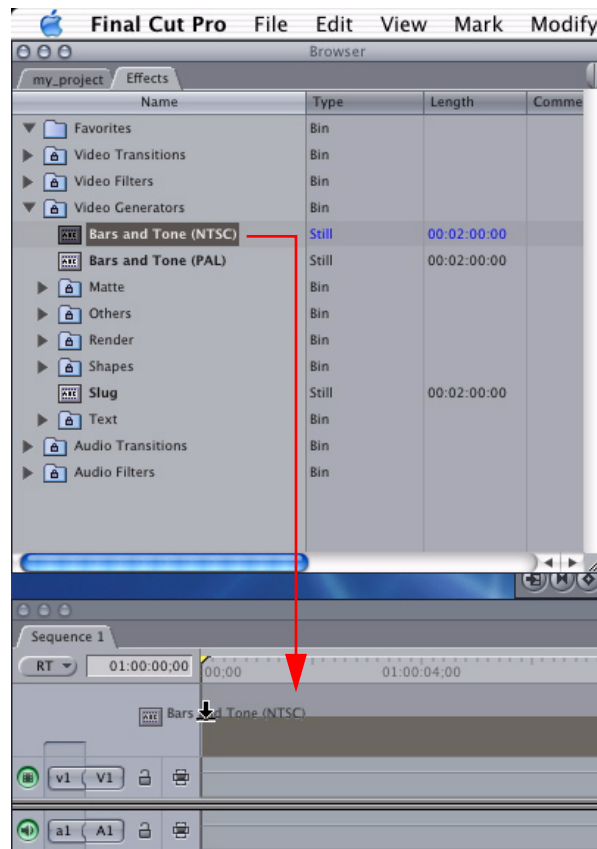 Final Cut Pro File Edit View Mark Modify
Browser
my_project Effects
Name Type Length Comme
Favorites Bin
Video Transitions Bin
Video Filters Bin
Video Generators Bin
Bars and Tone (NTSC) Still 00:02:00:00
Bars and Tone (PAL) Still 00:02:00:00
Matte Bin
Others Bin
Render Bin
Shapes Bin
Slug Still 00:02:00:00
Text Bin
Audio Transitions Bin
Audio Filters Bin
Sequence 1
RT 01:00:00;00 00;00 01:00:04;00
Bars and Tone (NTSC)
v1 V1
a1 A1